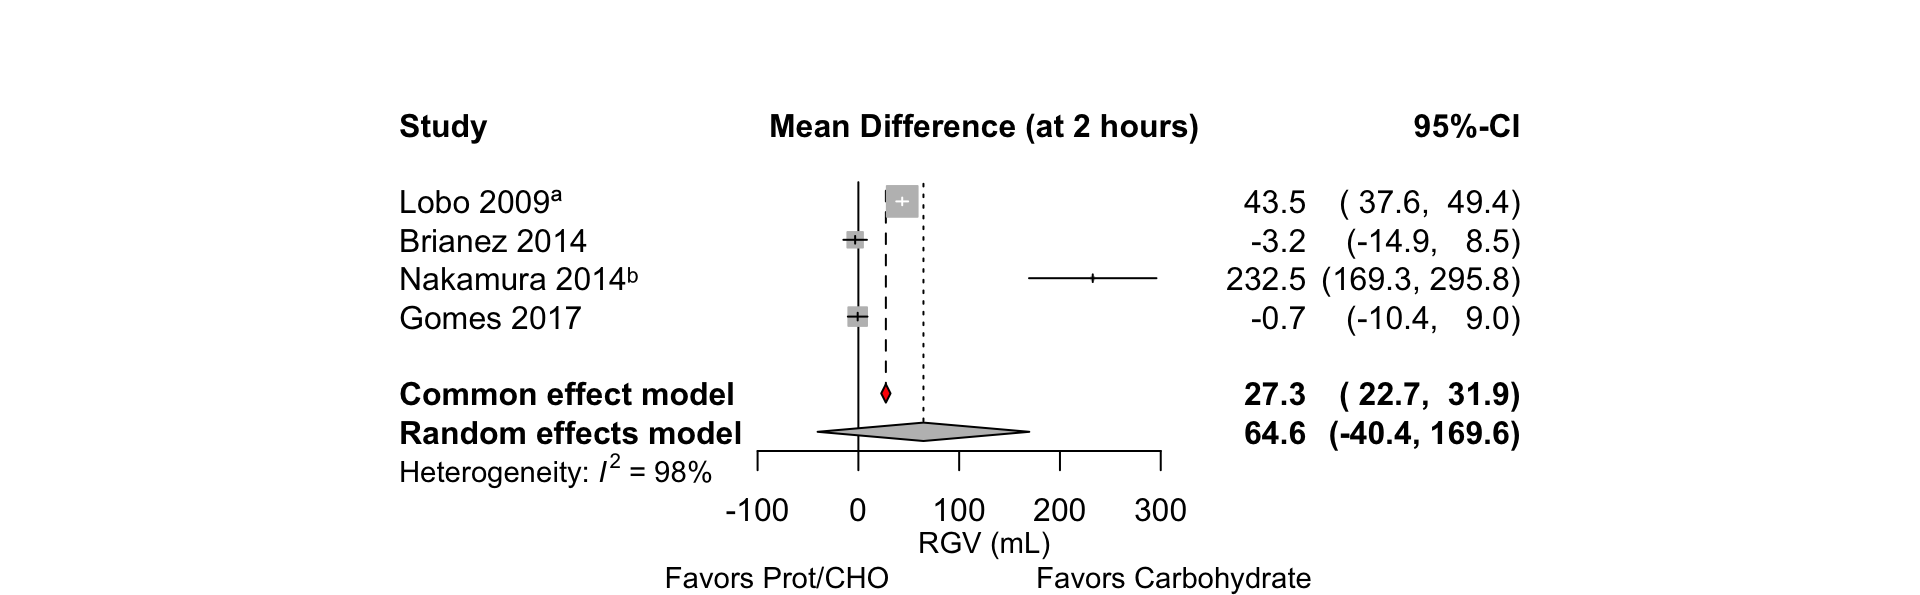 Study Mean Difference (at 2 hours) 95%-CI
Lobo 2009ª 43.5 ( 37.6, 49.4)
Brianez 2014 -3.2 (-14.9, 8.5)
Nakamura 2014ᵇ 232.5 (169.3, 295.8)
Gomes 2017 -0.7 (-10.4, 9.0)
Common effect model 27.3 ( 22.7, 31.9)
Random effects model 64.6 (-40.4, 169.6)
Heterogeneity: I² = 98%
-100 0 100 200 300
RGV (mL)
Favors Prot/CHO Favors Carbohydrate